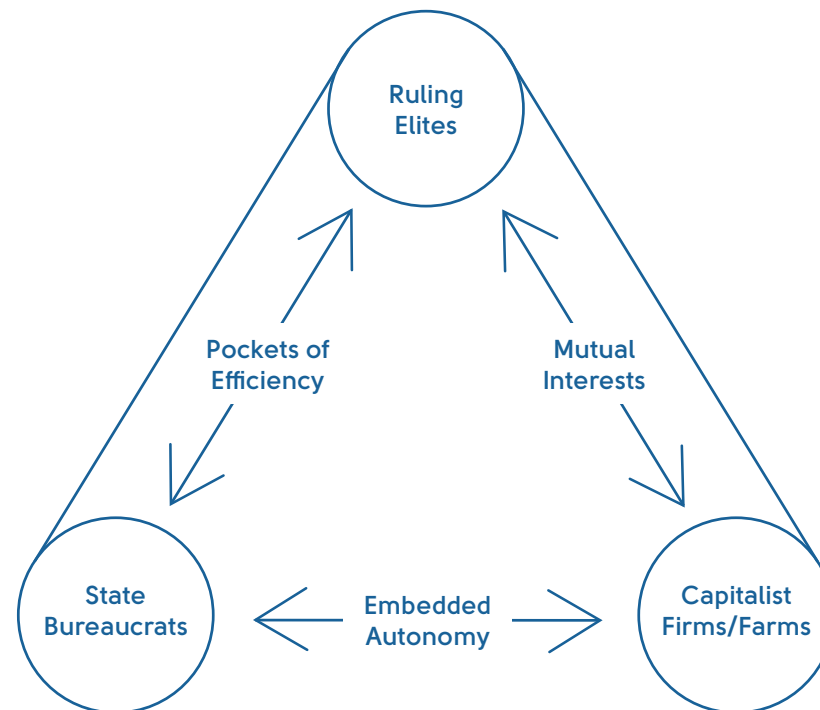 Ruling
Elites
Pockets of
Efficiency
Mutual
Interests
State
Bureaucrats
Embedded
Autonomy
Capitalist
Firms/Farms